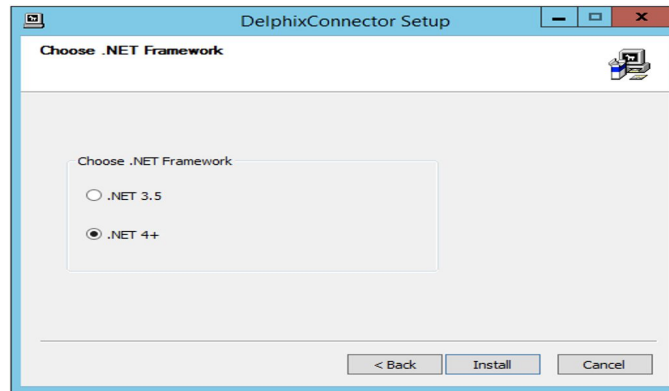 DelphixConnector Setup
Choose .NET Framework
Choose .NET Framework
.NET 3.5
.NET 4+
< Back
Install
Cancel